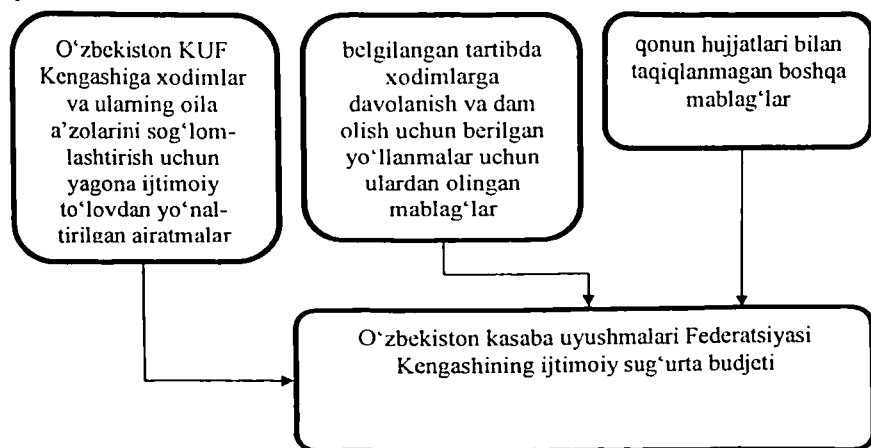 O‘zbekiston KUF
Kengashiga xodimlar
va ularning oila
a’zolarini sog‘lom-
lashtirish uchun
yagona ijtimoiy
to‘lovdan yo‘nal-
tirilgan airatmalar
belgilangan tartibda
xodimlarga
davolanish va dam
olish uchun berilgan
yo‘llanmalar uchun
ulardan olingan
mablag‘lar
qonun hujjatlari bilan
taqiqlanmagan boshqa
mablag‘lar
O‘zbekiston kasaba uyushmalari Federatsiyasi
Kengashining ijtimoiy sug‘urta budjeti